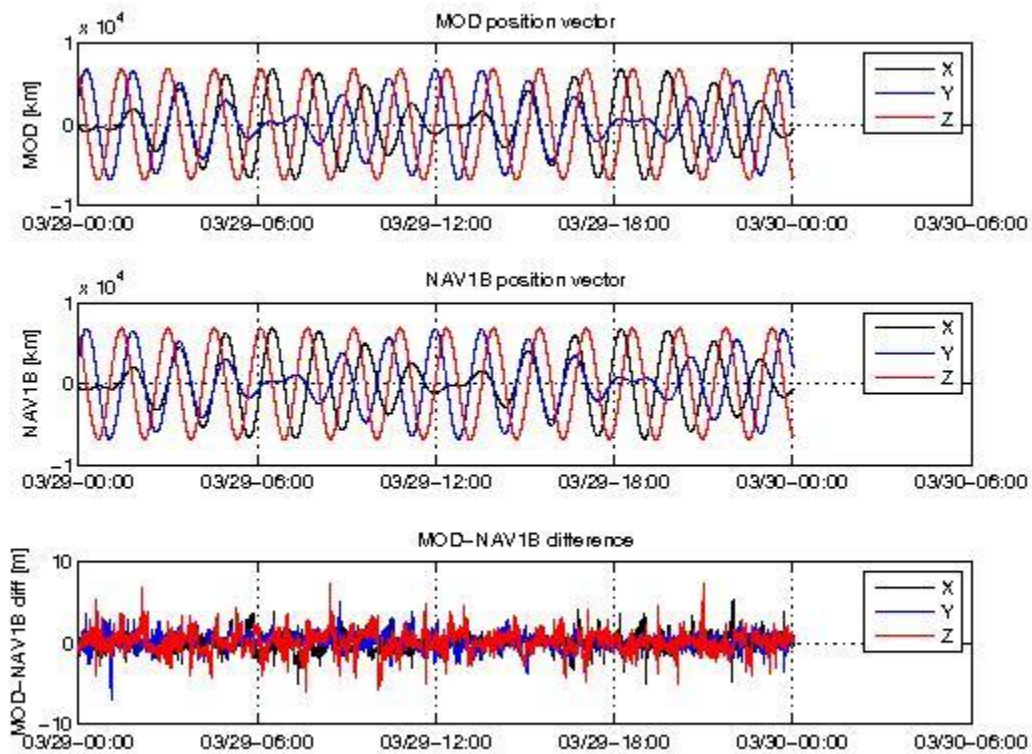 MOD position vector
x 10^4
1
0
−1
MOD [km]
X
Y
Z
03/29−00:00 03/29−06:00 03/29−12:00 03/29−18:00 03/30−00:00 03/30−06:00
NAV1B position vector
x 10^4
1
0
−1
NAV1B [km]
X
Y
Z
03/29−00:00 03/29−06:00 03/29−12:00 03/29−18:00 03/30−00:00 03/30−06:00
MOD−NAV1B difference
10
0
−10
MOD−NAV1B diff [m]
X
Y
Z
03/29−00:00 03/29−06:00 03/29−12:00 03/29−18:00 03/30−00:00 03/30−06:00